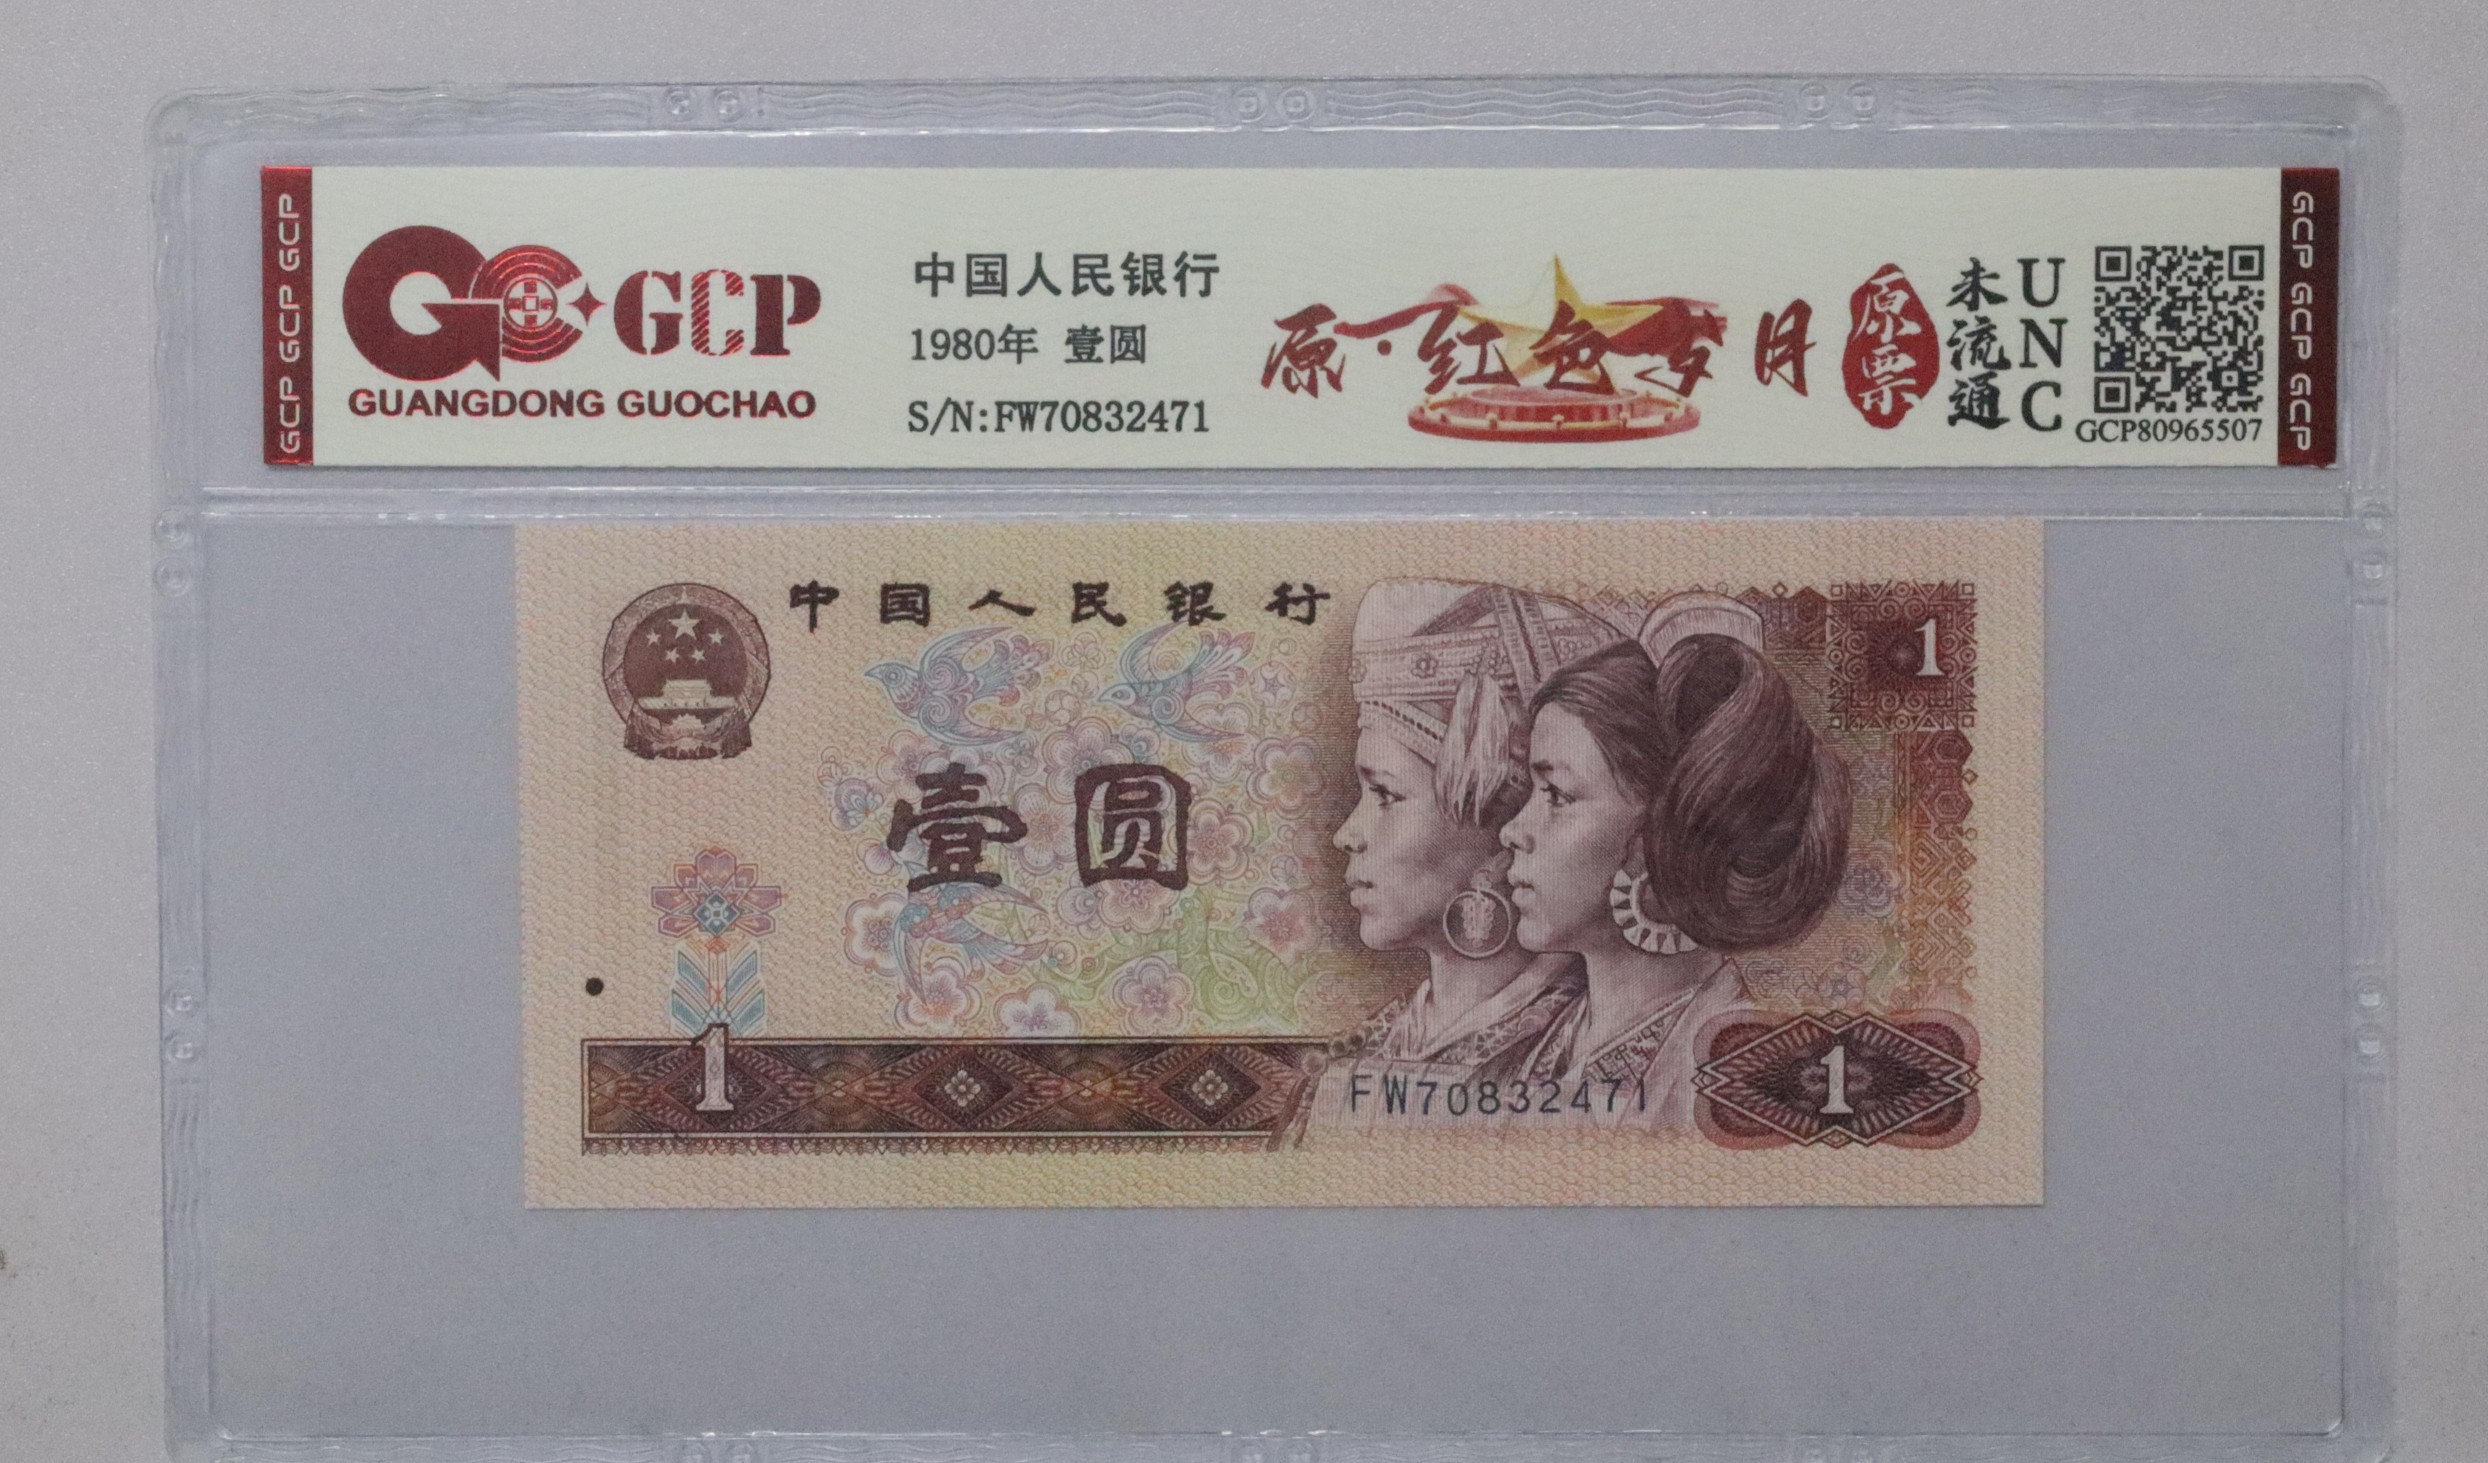 GCP GCP GCP
GCP
GUANGDONG GUOCHAO
中国人民银行
1980年 壹圆
S/N:FW70832471
原·红色岁月
原票
未流通
UNC
GCP80965507
GCP GCP GCP
中国人民银行
1
壹圆
1
FW70832471
1